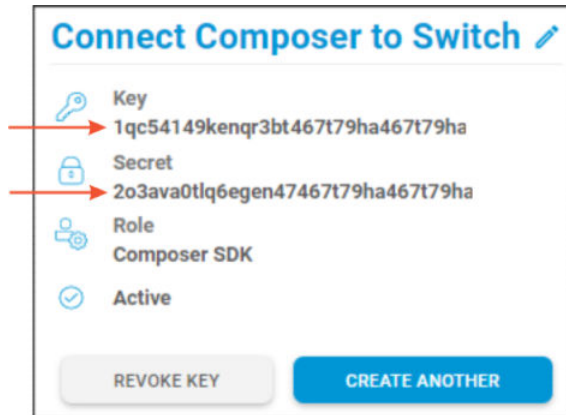 Connect Composer to Switch
Key
1qc54149kenqr3bt467t79ha467t79ha
Secret
2o3ava0tlq6egen47467t79ha467t79ha
Role
Composer SDK
Active
REVOKE KEY
CREATE ANOTHER